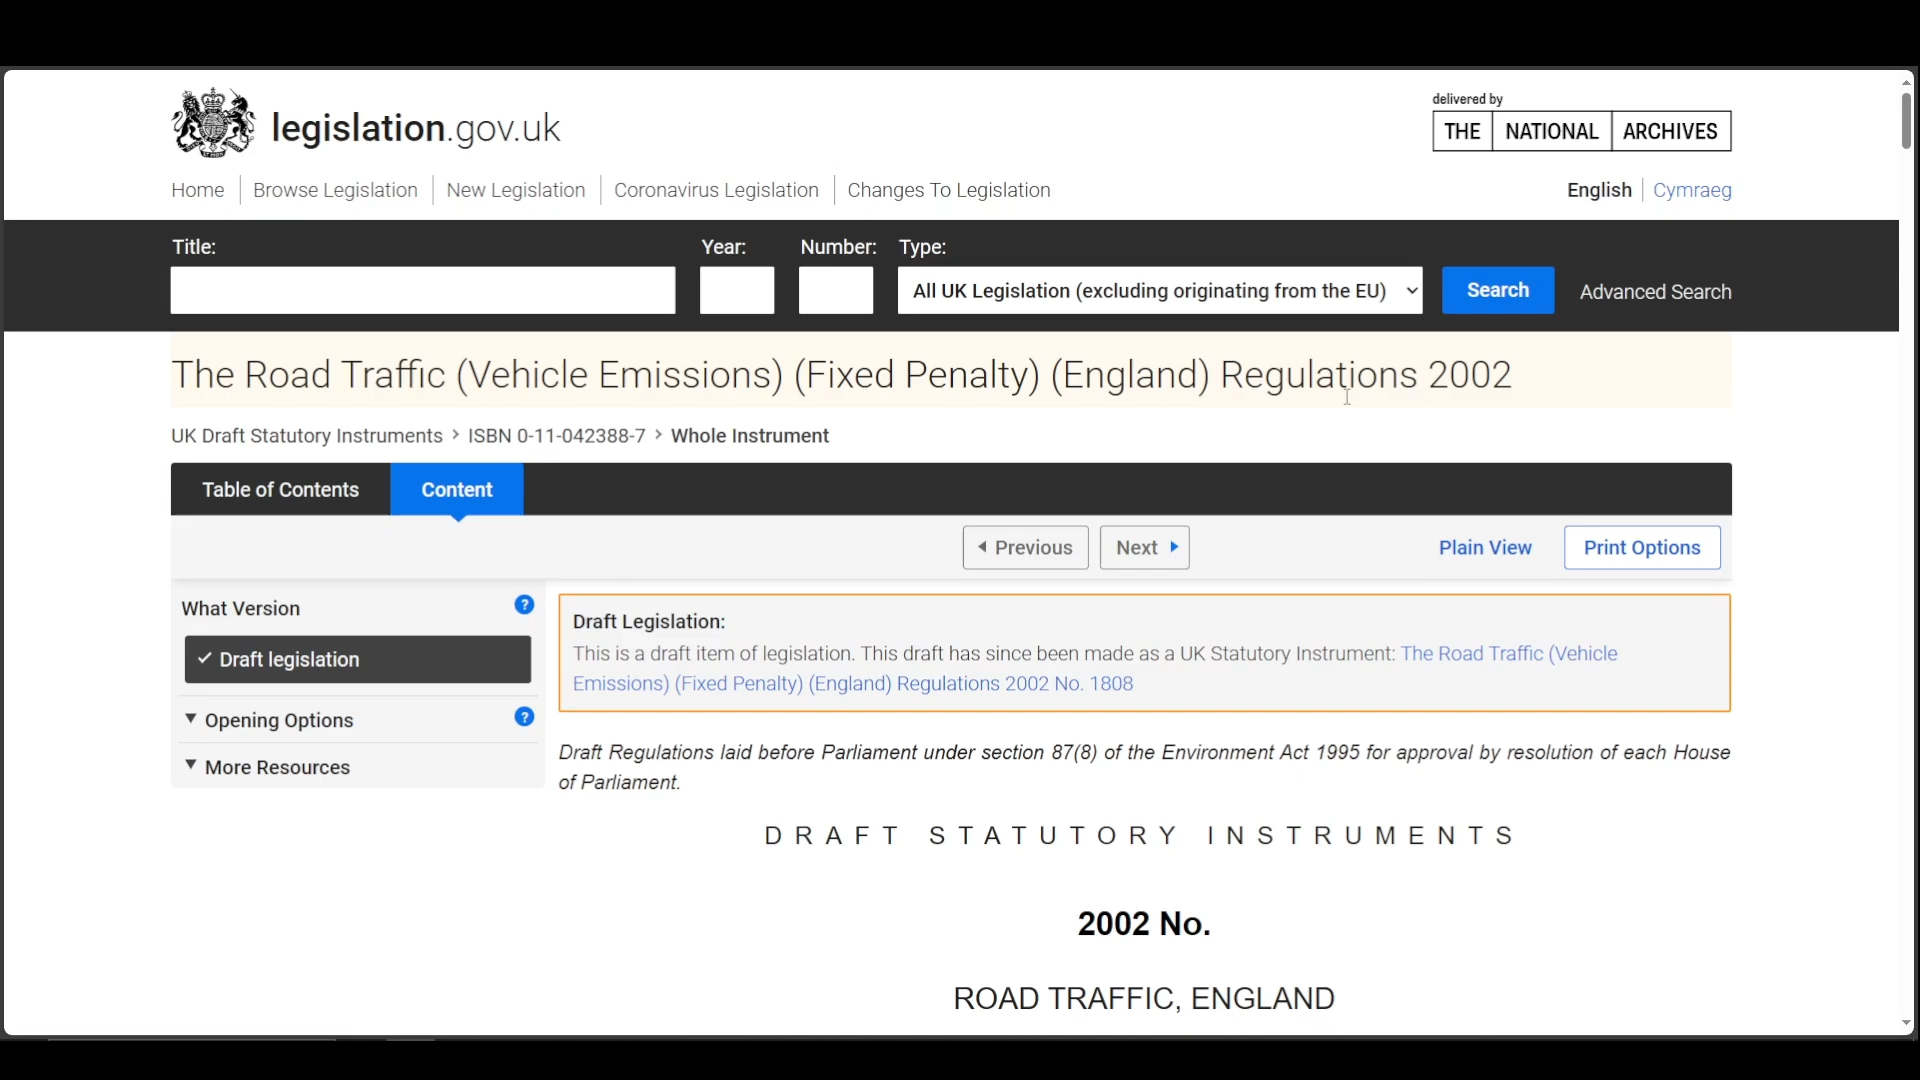 legislation.gov.uk
delivered by
THE NATIONAL ARCHIVES
Home Browse Legislation New Legislation Coronavirus Legislation Changes To Legislation English Cymraeg
Title: Year: Number: Type:
All UK Legislation (excluding originating from the EU) Search Advanced Search
The Road Traffic (Vehicle Emissions) (Fixed Penalty) (England) Regulations 2002
UK Draft Statutory Instruments > ISBN 0-11-042388-7 > Whole Instrument
Table of Contents Content
Previous Next Plain View Print Options
What Version ?
✓ Draft legislation
Opening Options ?
More Resources
Draft Legislation:
This is a draft item of legislation. This draft has since been made as a UK Statutory Instrument: The Road Traffic (Vehicle
Emissions) (Fixed Penalty) (England) Regulations 2002 No. 1808
Draft Regulations laid before Parliament under section 87(8) of the Environment Act 1995 for approval by resolution of each House
of Parliament.
DRAFT STATUTORY INSTRUMENTS
2002 No.
ROAD TRAFFIC, ENGLAND